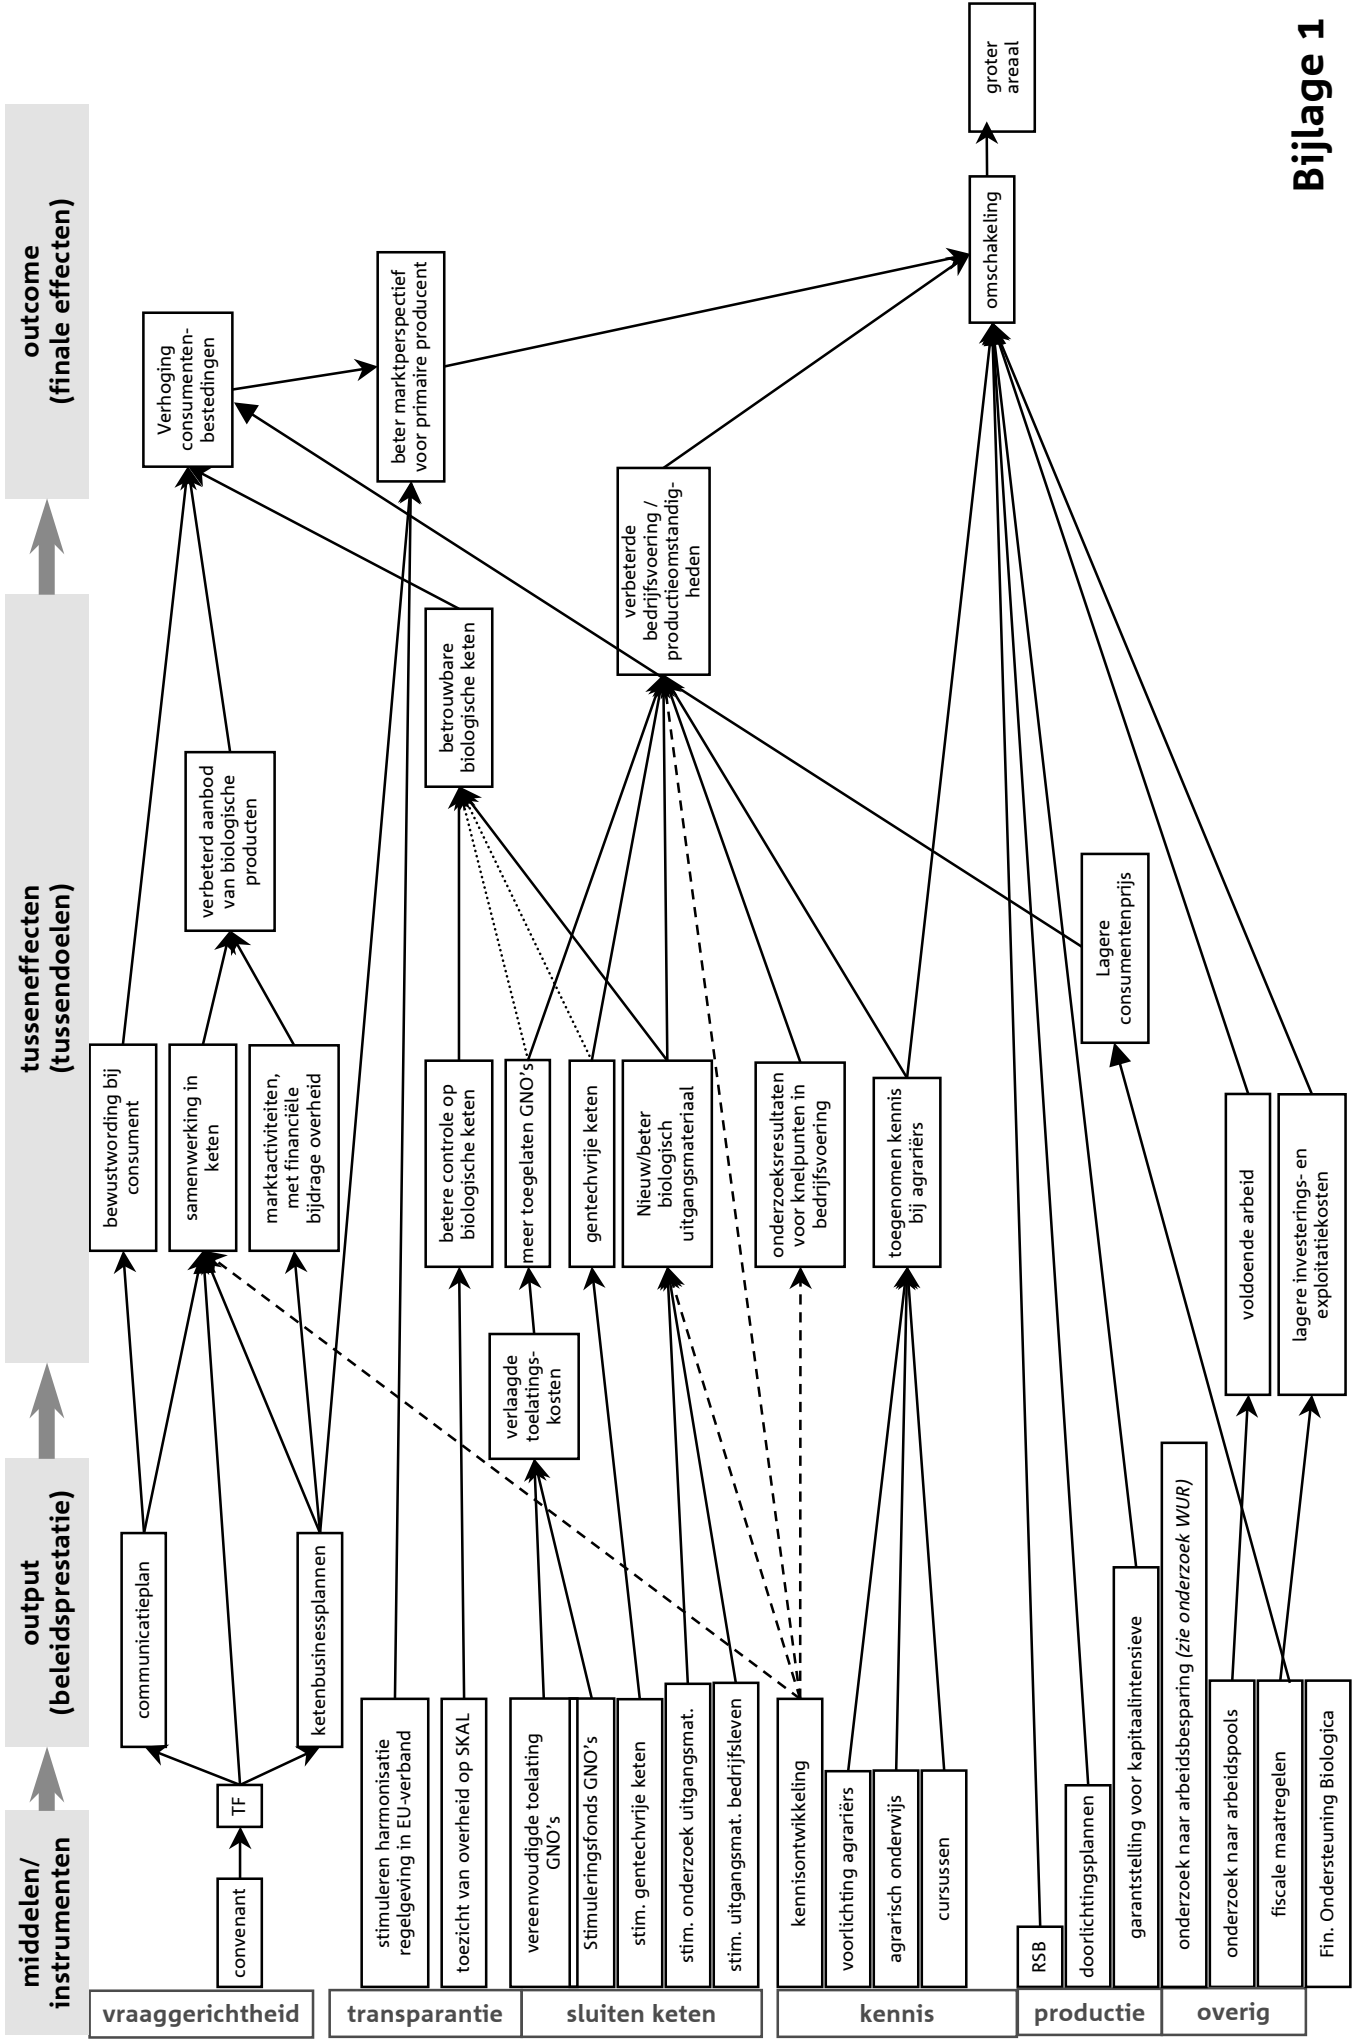 Bijlage 1
middelen/
instrumenten
output
(beleidsprestatie)
tusseneffecten
(tussendoelen)
outcome
(finale effecten)
vraaggerichtheid
convenant
TF
communicatieplan
ketenbusinessplannen
bewustwording bij
consument
samenwerking in
keten
marktactiviteiten,
met financiële
bijdrage overheid
verbeterd aanbod
van biologische
producten
Verhoging
consumenten-
bestedingen
beter marktperspectief
voor primaire producent
transparantie
stimuleren harmonisatie
regelgeving in EU-verband
toezicht van overheid op SKAL
betere controle op
biologische keten
betrouwbare
biologische keten
sluiten keten
vereenvoudigde toelating
GNO's
Stimuleringsfonds GNO's
stim. gentechvrije keten
stim. onderzoek uitgangsmat.
stim. uitgangsmat. bedrijfsleven
verlaagde
toelatings-
kosten
meer toegelaten GNO's
gentechvrije keten
Nieuw/beter
biologisch
uitgangsmateriaal
verbeterde
bedrijfsvoering /
productieomstandig-
heden
kennis
kennisontwikkeling
voorlichting agrariërs
agrarisch onderwijs
cursussen
onderzoeksresultaten
voor knelpunten in
bedrijfsvoering
toegenomen kennis
bij agrariërs
omschakeling
groter
areaal
productie
RSB
doorlichtingsplannen
garantstelling voor kapitaalintensieve
Lagere
consumentenprijs
overig
onderzoek naar arbeidsbesparing (zie onderzoek WUR)
onderzoek naar arbeidspools
fiscale maatregelen
Fin. Ondersteuning Biologica
voldoende arbeid
lagere investerings- en
exploitatiekosten